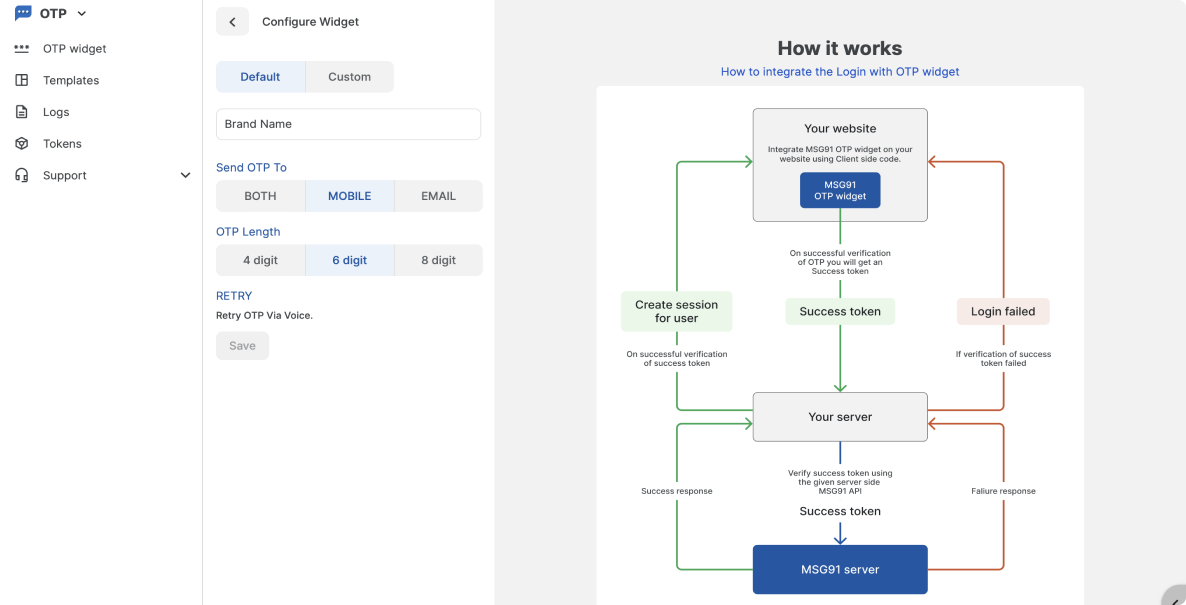 OTP
OTP widget
Templates
Logs
Tokens
Support
Configure Widget
Default
Custom
Brand Name
Send OTP To
BOTH
MOBILE
EMAIL
OTP Length
4 digit
6 digit
8 digit
RETRY
Retry OTP Via Voice.
Save
How it works
How to integrate the Login with OTP widget
Your website
Integrate MSG91 OTP widget on your
website using Client side code.
MSG91
OTP widget
On successful verification
of OTP you will get an
Success token
Create session
for user
Success token
Login failed
On successful verification
of success token
If verification of success
token failed
Your server
Verify success token using
the given server side
MSG91 API
Success response
Faliure response
Success token
MSG91 server